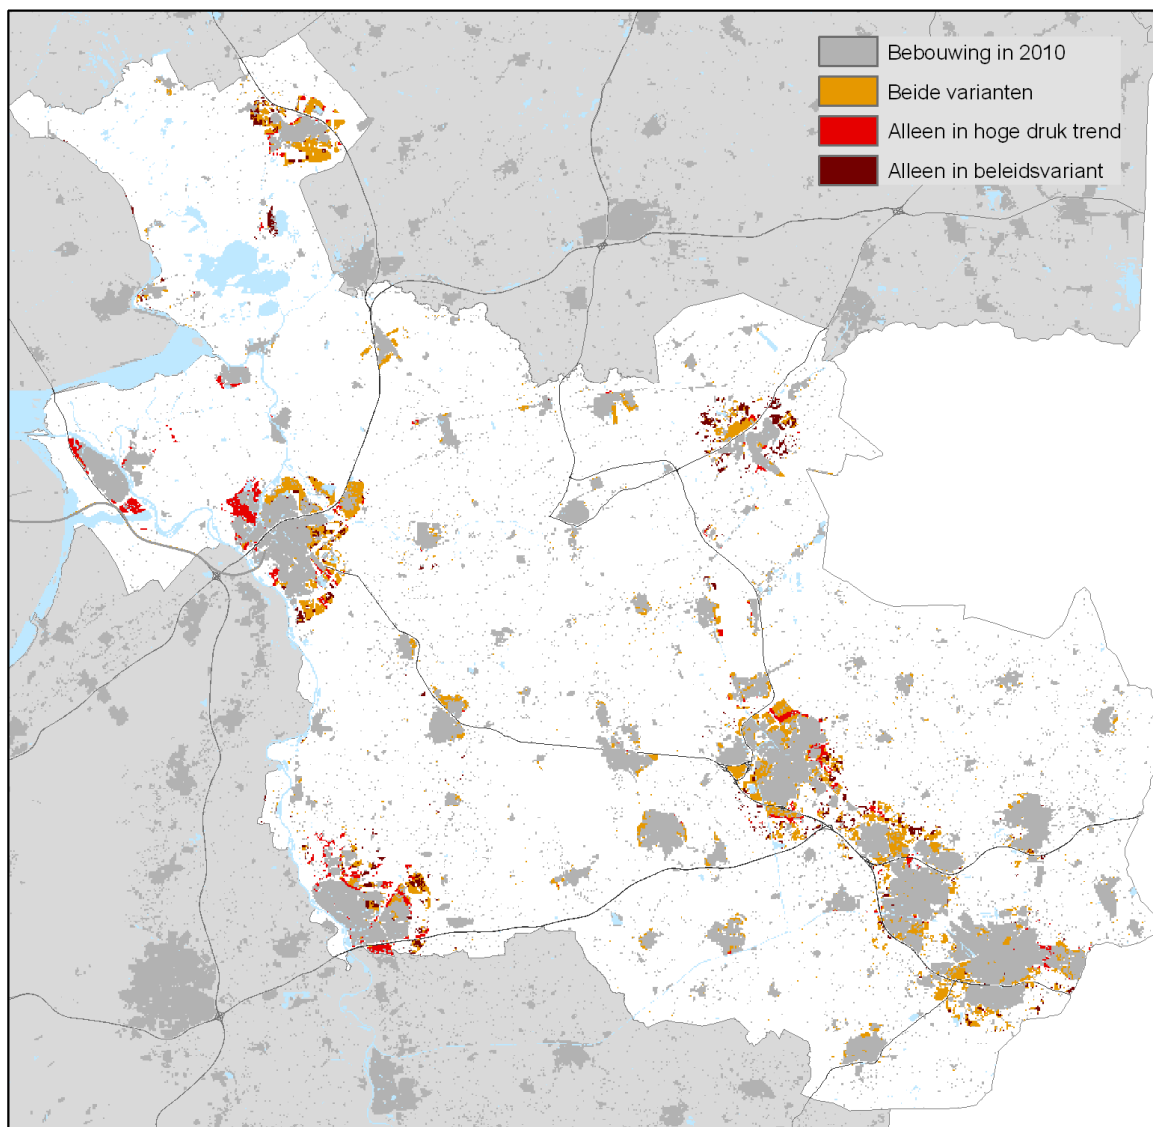 Bebouwing in 2010
Beide varianten
Alleen in hoge druk trend
Alleen in beleidsvariant